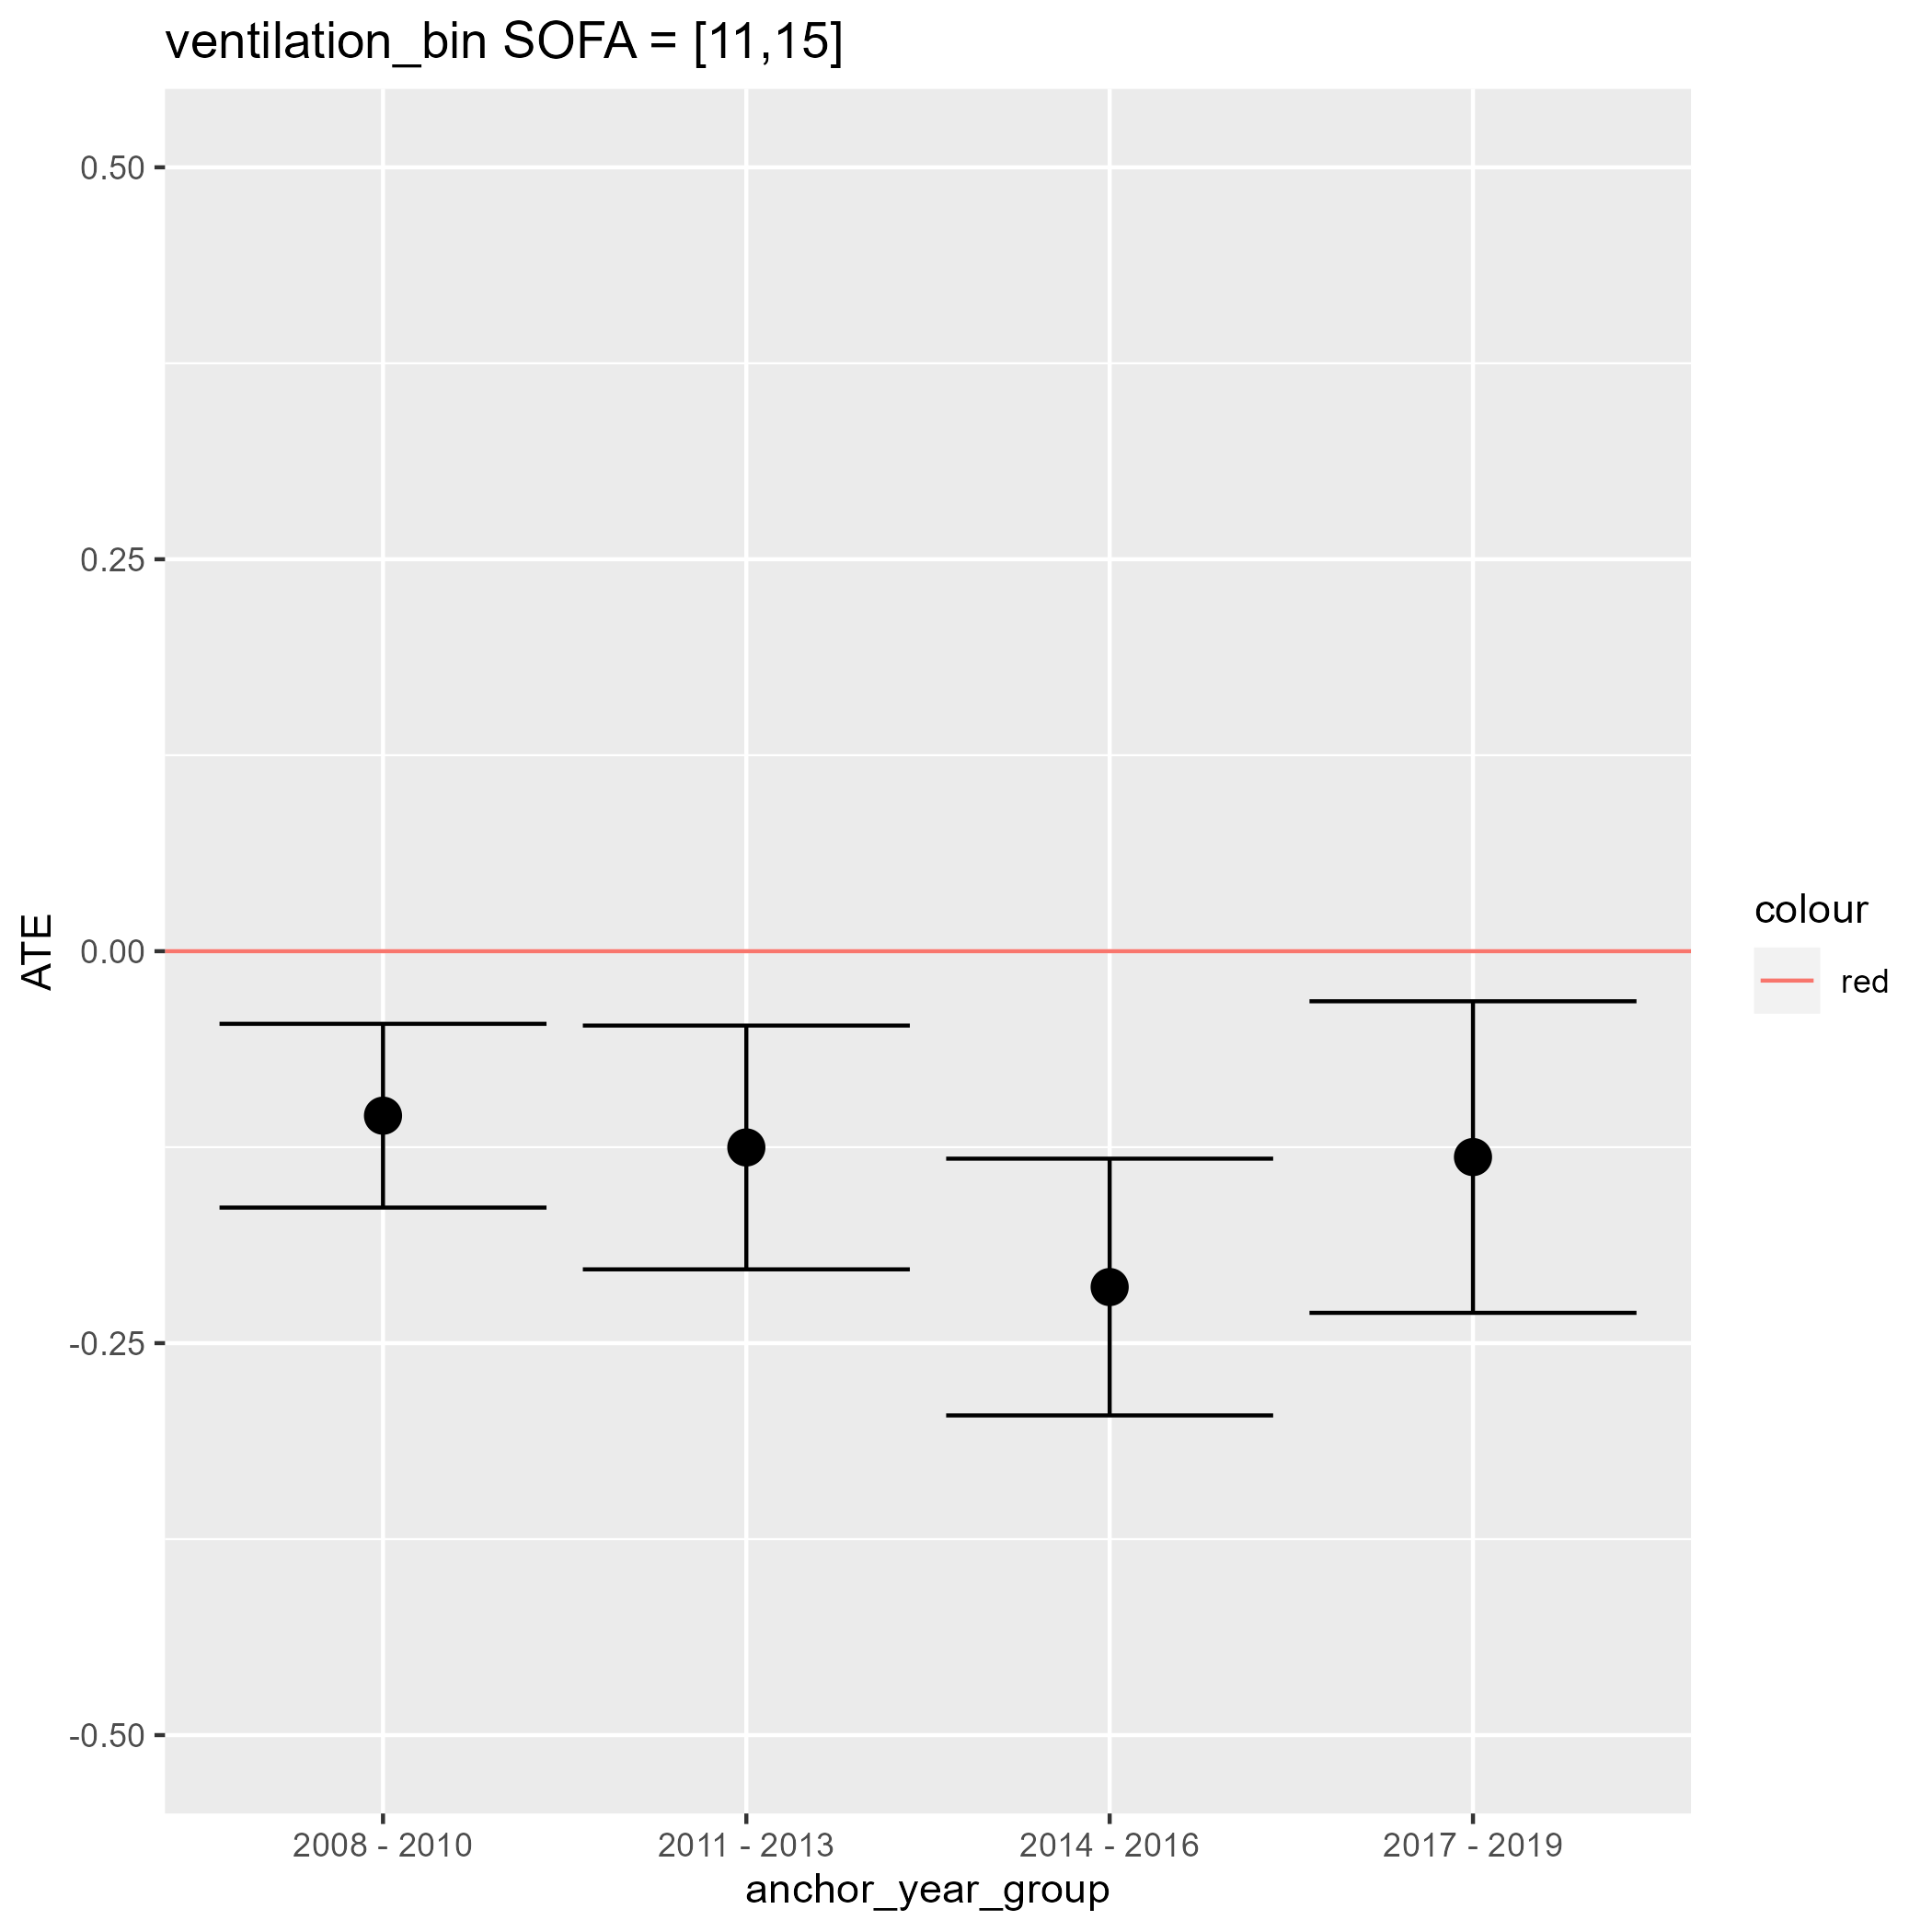 ventilation_bin SOFA = [11,15]
0.50
0.25
0.00
-0.25
-0.50
ATE
2008 - 2010
2011 - 2013
2014 - 2016
2017 - 2019
anchor_year_group
colour
red